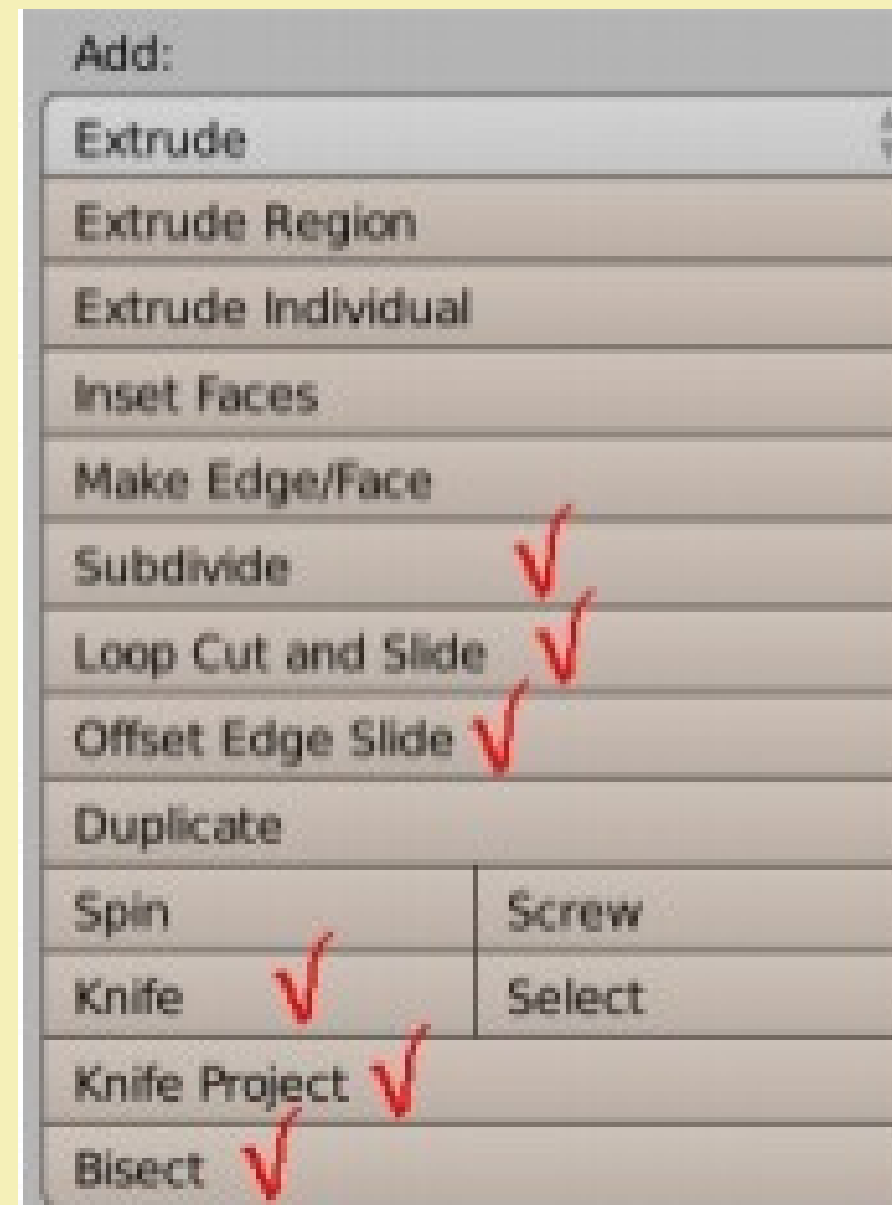 Add:
Extrude
Extrude Region
Extrude Individual
Inset Faces
Make Edge/Face
Subdivide
Loop Cut and Slide
Offset Edge Slide
Duplicate
Spin Screw
Knife Select
Knife Project
Bisect